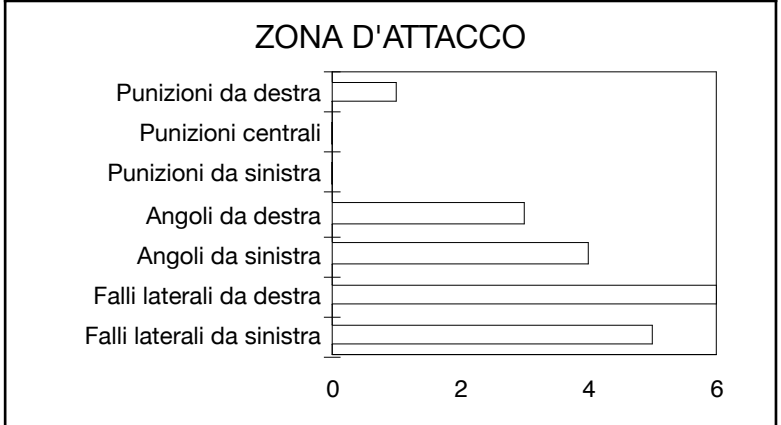 ZONA D'ATTACCO
Punizioni da destra
Punizioni centrali
Punizioni da sinistra
Angoli da destra
Angoli da sinistra
Falli laterali da destra
Falli laterali da sinistra
0 2 4 6